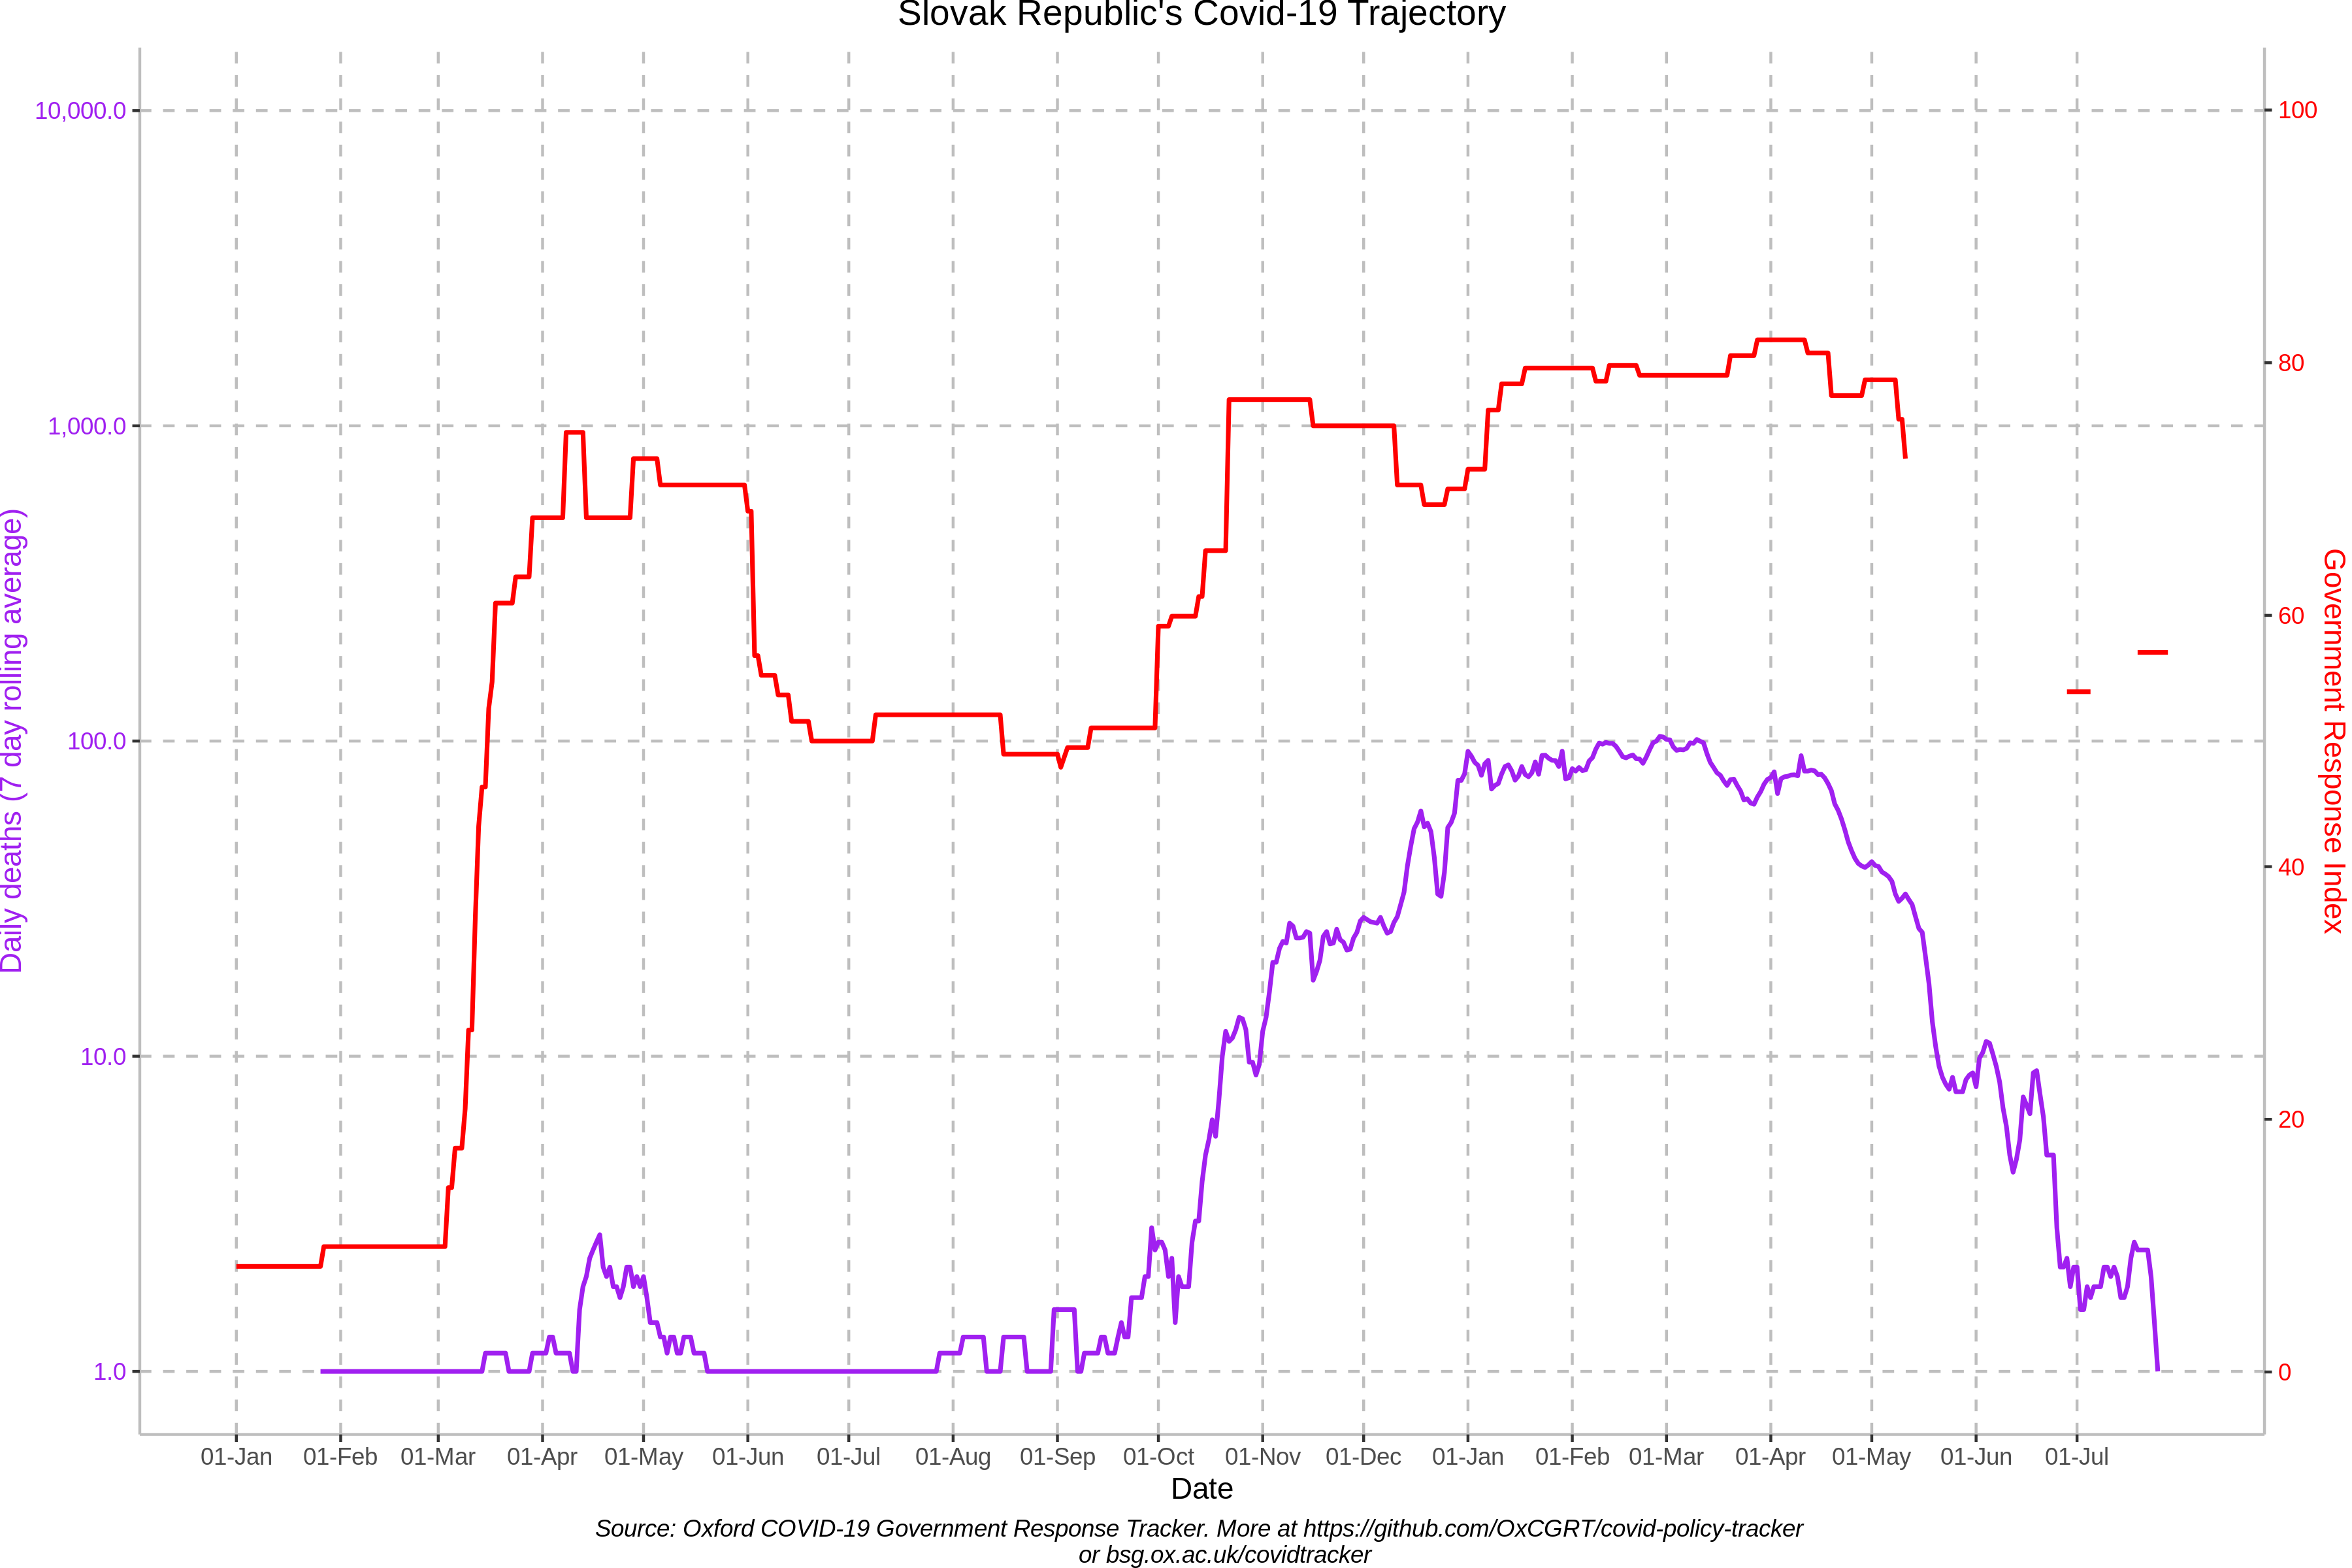 Slovak Republic's Covid-19 Trajectory
10,000.0
1,000.0
100.0
10.0
1.0
Daily deaths (7 day rolling average)
100
80
60
40
20
0
Government Response Index
01-Jan 01-Feb 01-Mar 01-Apr 01-May 01-Jun 01-Jul 01-Aug 01-Sep 01-Oct 01-Nov 01-Dec 01-Jan 01-Feb 01-Mar 01-Apr 01-May 01-Jun 01-Jul
Date
Source: Oxford COVID-19 Government Response Tracker. More at https://github.com/OxCGRT/covid-policy-tracker
or bsg.ox.ac.uk/covidtracker